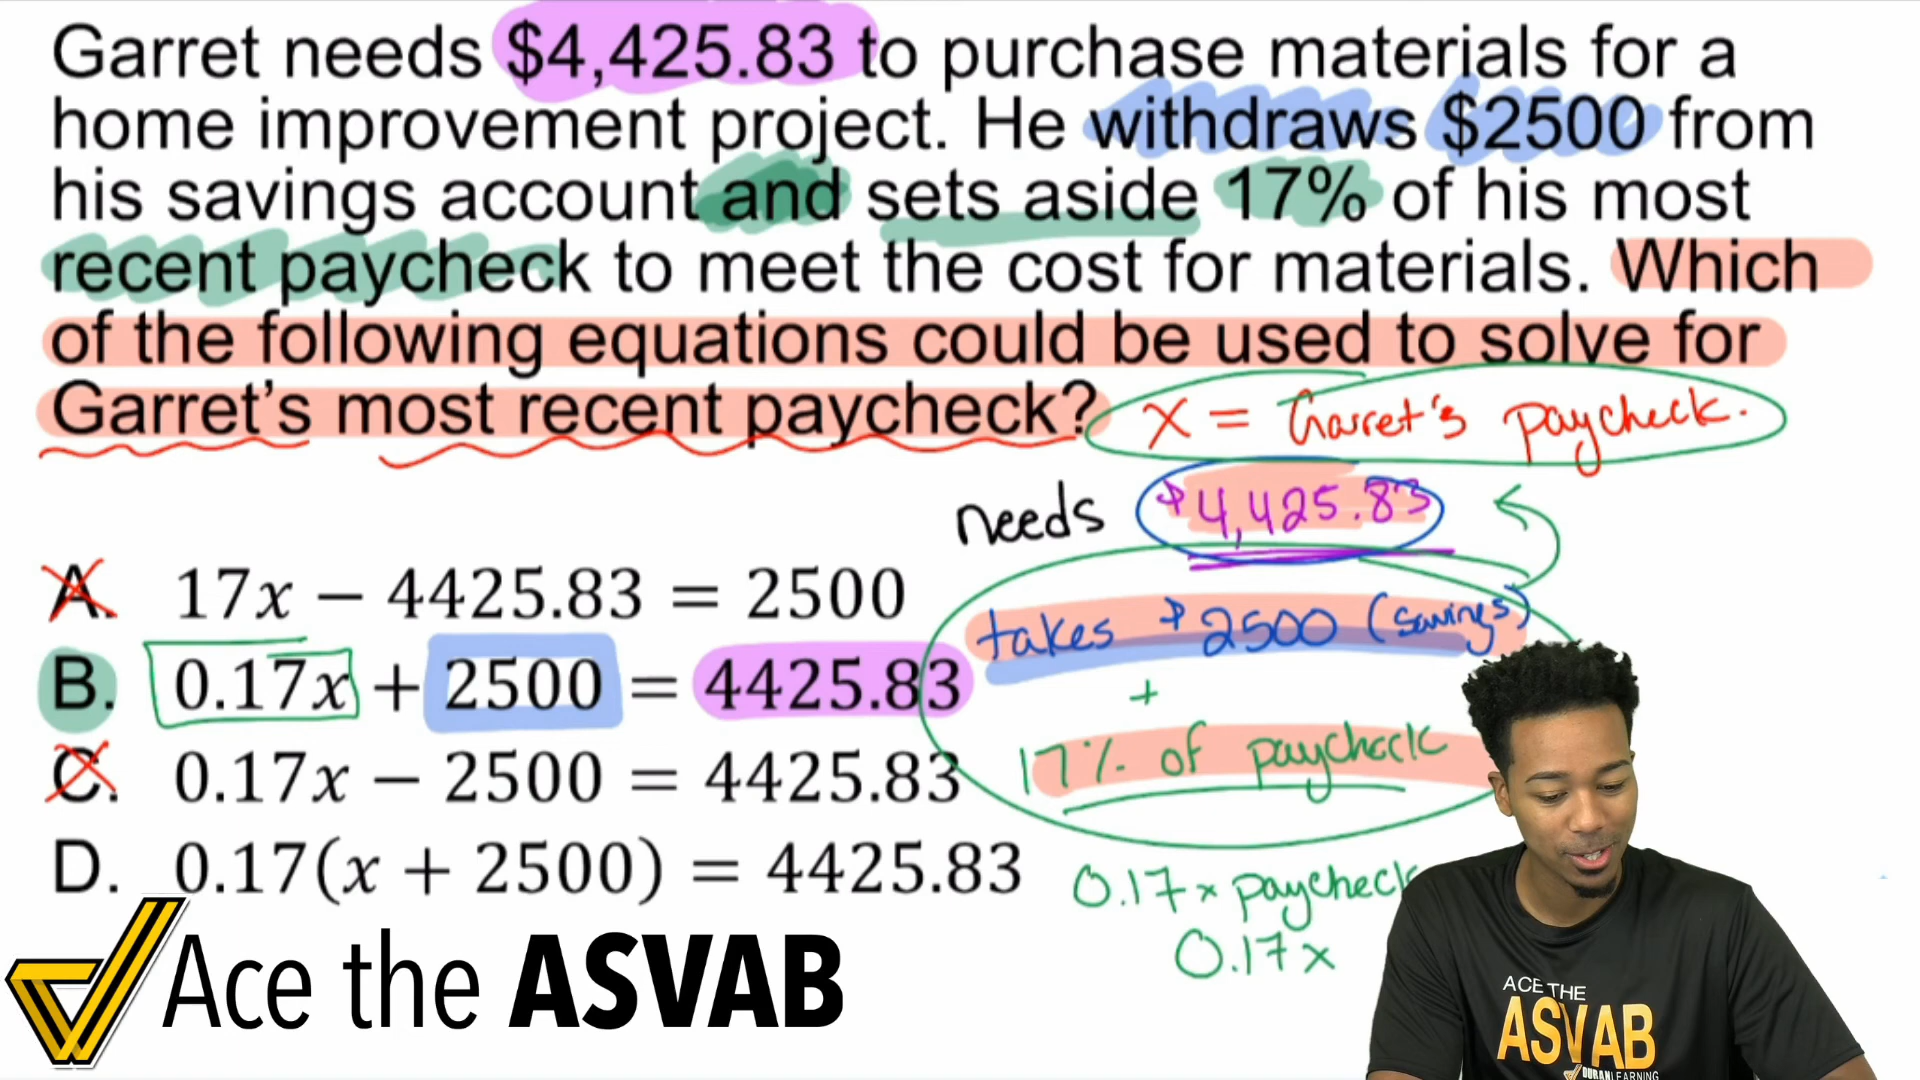 Garret needs $4,425.83 to purchase materials for a
home improvement project. He withdraws $2500 from
his savings account and sets aside 17% of his most
recent paycheck to meet the cost for materials. Which
of the following equations could be used to solve for
Garret's most recent paycheck?
x = Garret's paycheck.
needs $4,425.83
takes $2500 (savings)
+
17% of paycheck
0.17 x paycheck
0.17x
A. 17x − 4425.83 = 2500
B. 0.17x + 2500 = 4425.83
C. 0.17x − 2500 = 4425.83
D. 0.17(x + 2500) = 4425.83
Ace the ASVAB
ACE THE
ASVAB
DURAN LEARNING